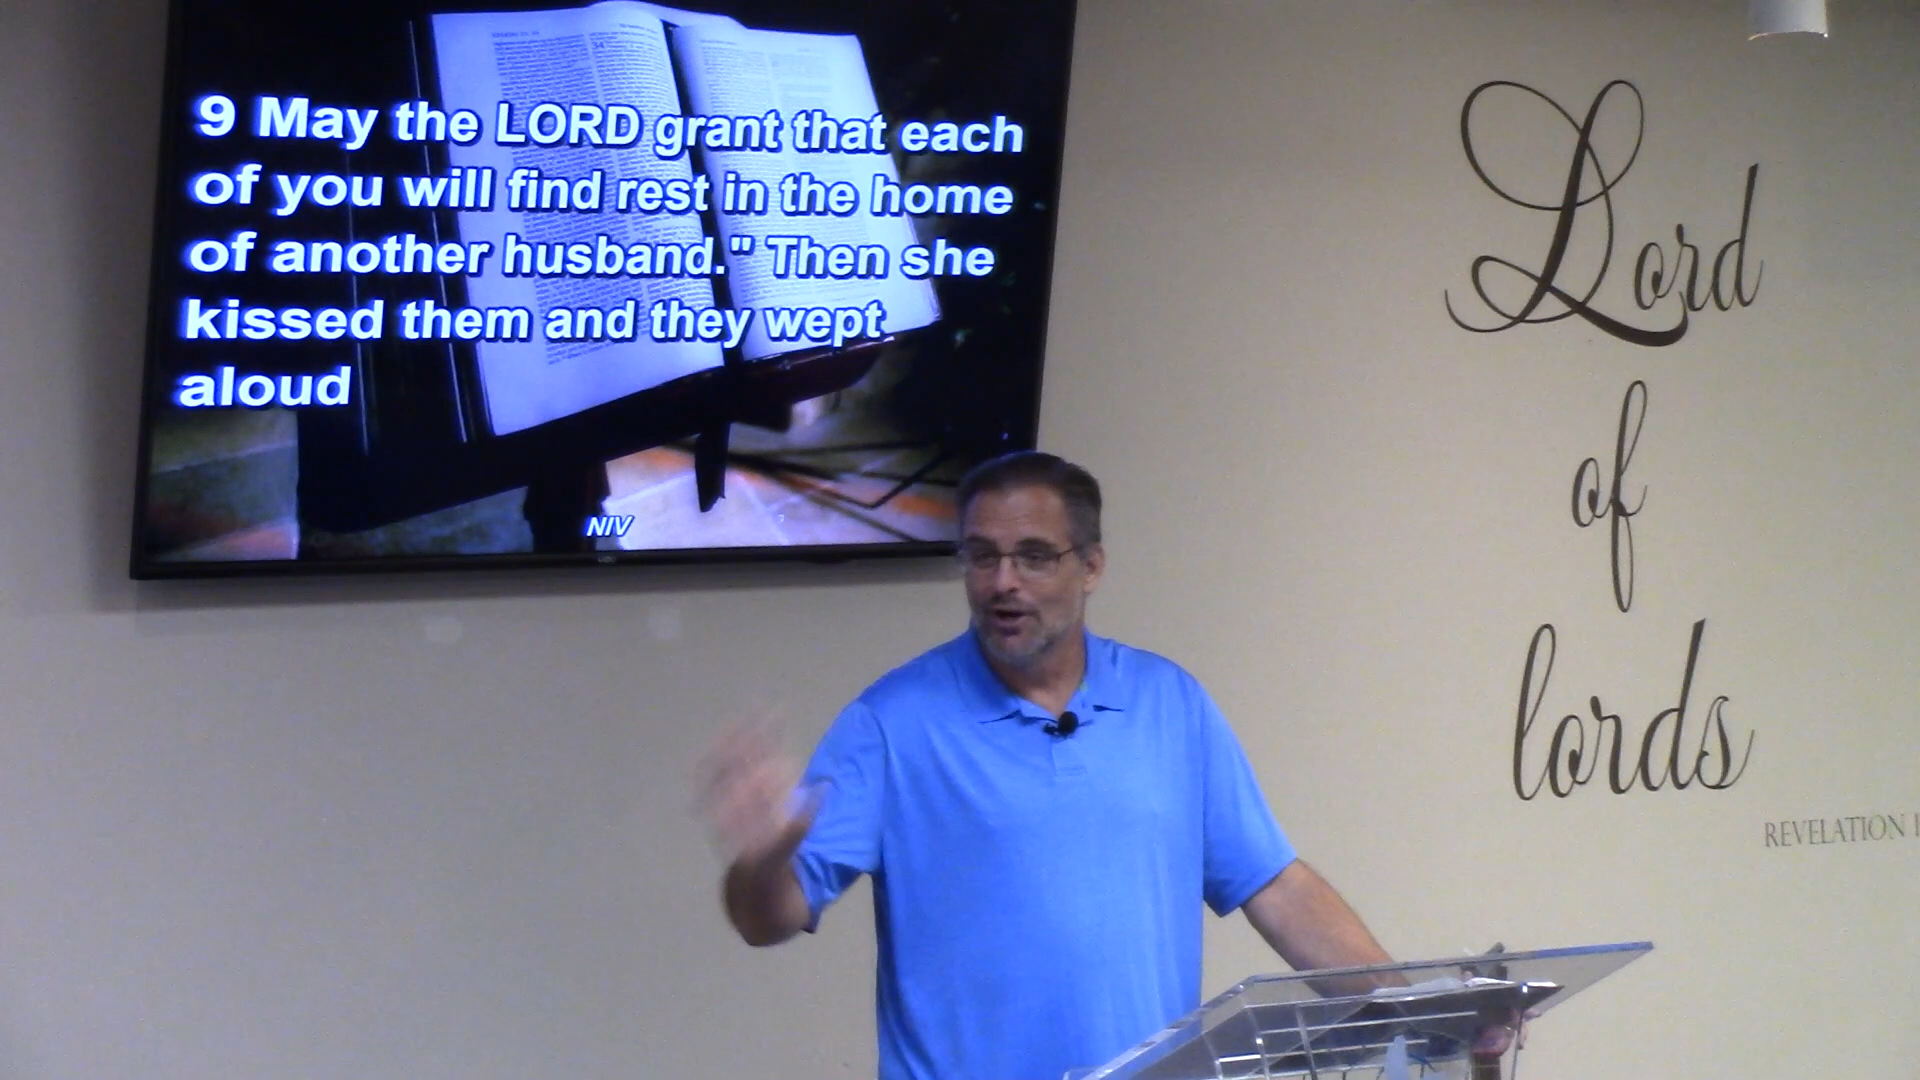 9 May the LORD grant that each
of you will find rest in the home
of another husband." Then she
kissed them and they wept
aloud
NIV
Lord
of
lords
REVELATION